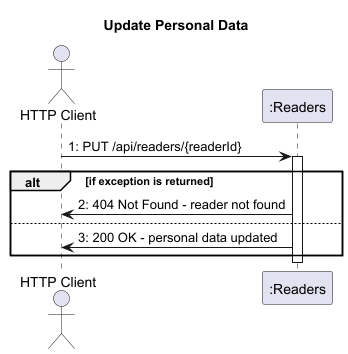 Update Personal Data
HTTP Client
:Readers
1: PUT /api/readers/{readerId}
alt [if exception is returned]
2: 404 Not Found - reader not found
3: 200 OK - personal data updated
HTTP Client
:Readers